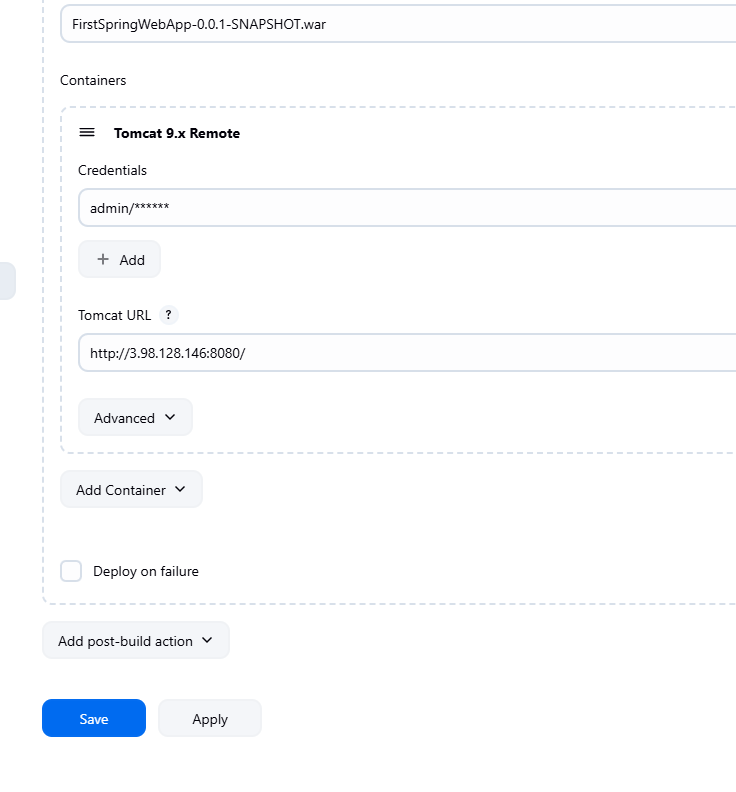 FirstSpringWebApp-0.0.1-SNAPSHOT.war
Containers
Tomcat 9.x Remote
Credentials
admin/******
+ Add
Tomcat URL ?
http://3.98.128.146:8080/
Advanced
Add Container
Deploy on failure
Add post-build action
Save Apply